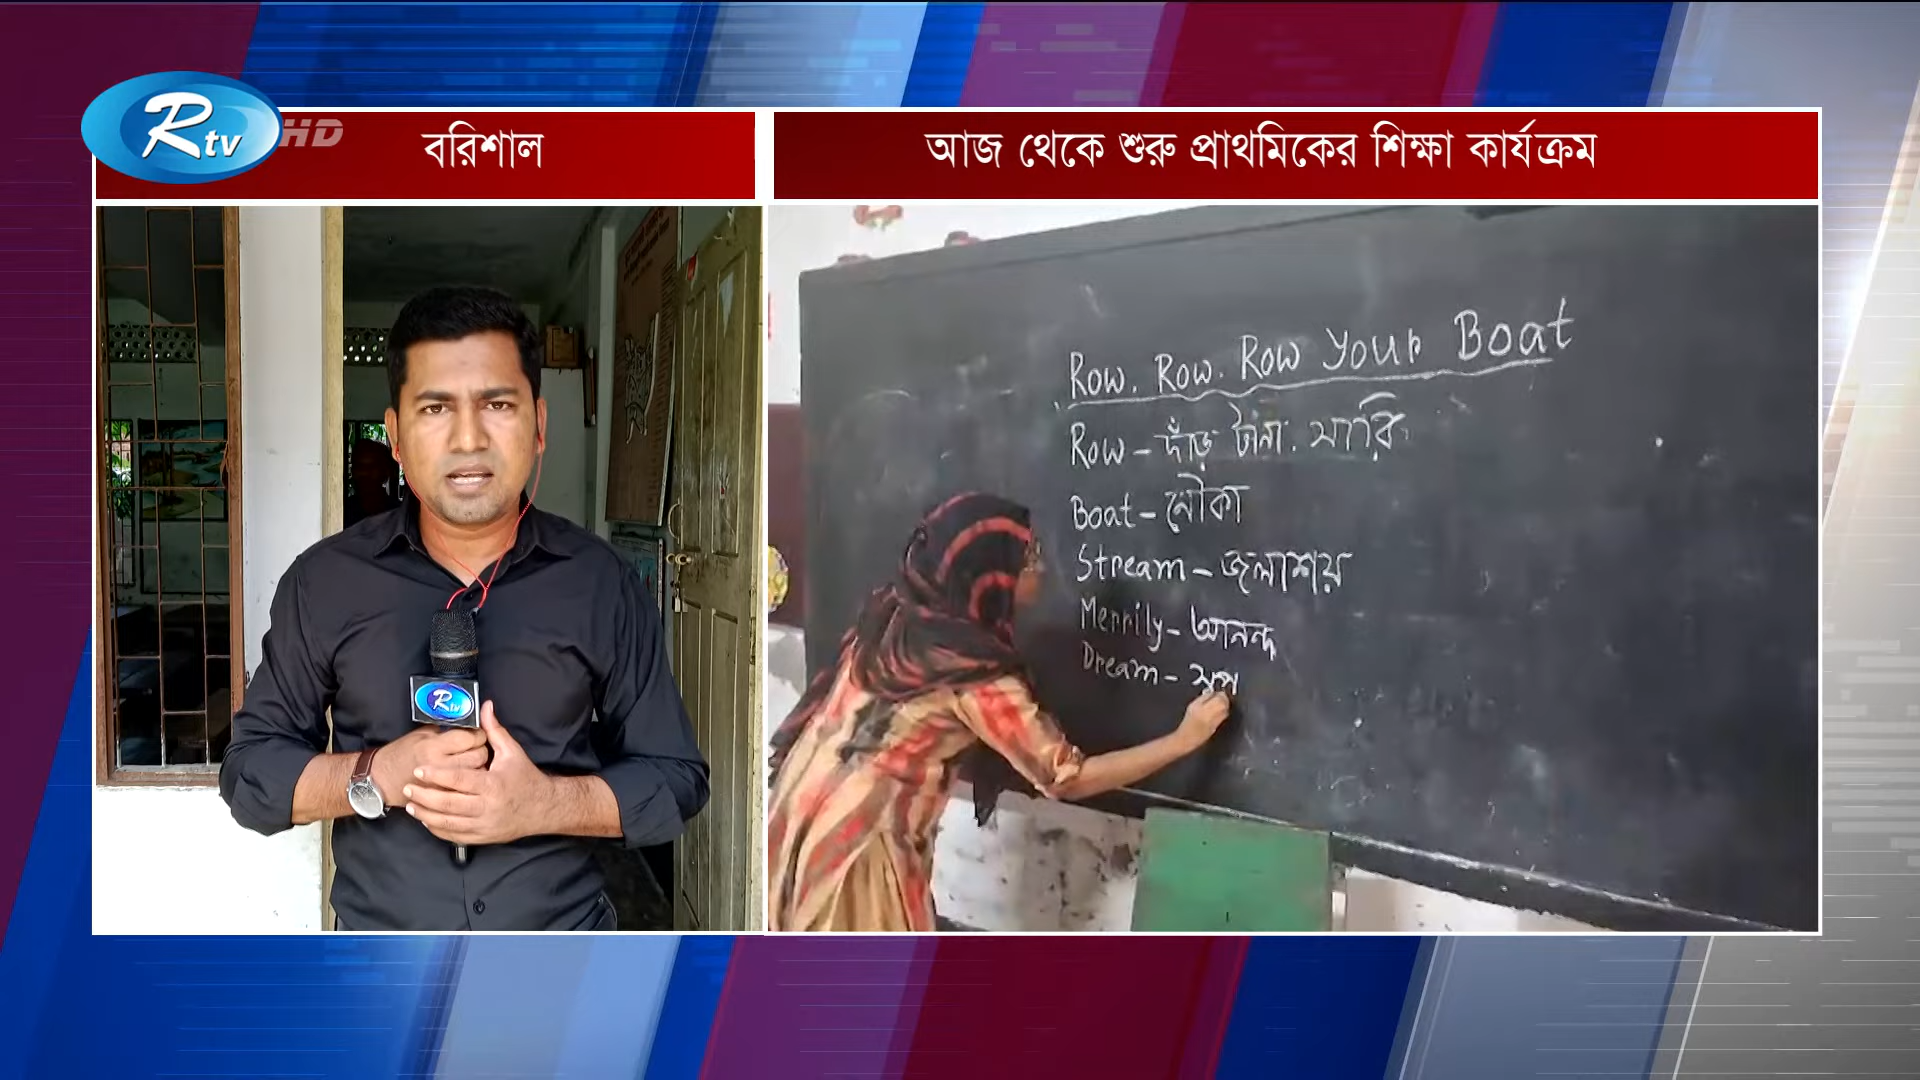 Rtv HD
বরিশাল
আজ থেকে শুরু প্রাথমিকের শিক্ষা কার্যক্রম
Row. Row. Row Your Boat
Row - দাঁড় টানা. সারি
Boat - নৌকা
Stream - জলাশয়
Merrily - আনন্দ
Dream - স্বপ
Rtv